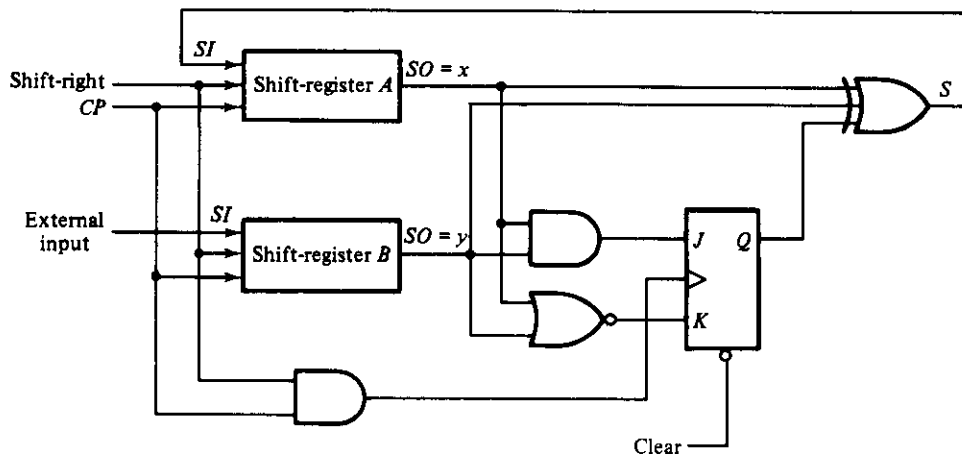 SI
Shift-right
CP
Shift-register A
SO = x
S
External
input
SI
Shift-register B
SO = y
J
Q
K
Clear